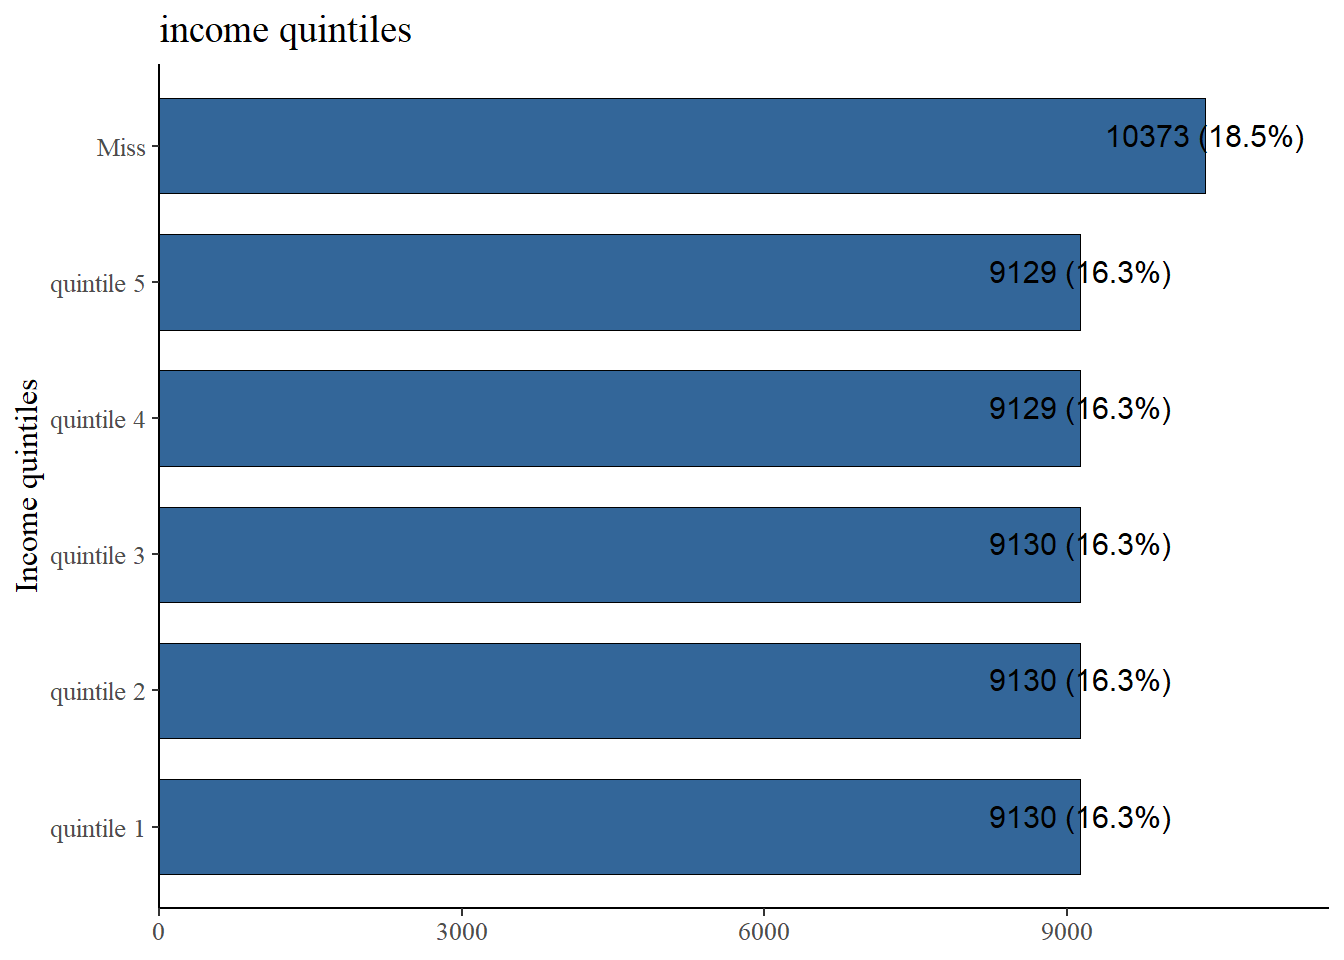 income quintiles
Income quintiles
Miss
10373 (18.5%)
quintile 5
9129 (16.3%)
quintile 4
9129 (16.3%)
quintile 3
9130 (16.3%)
quintile 2
9130 (16.3%)
quintile 1
9130 (16.3%)
0 3000 6000 9000